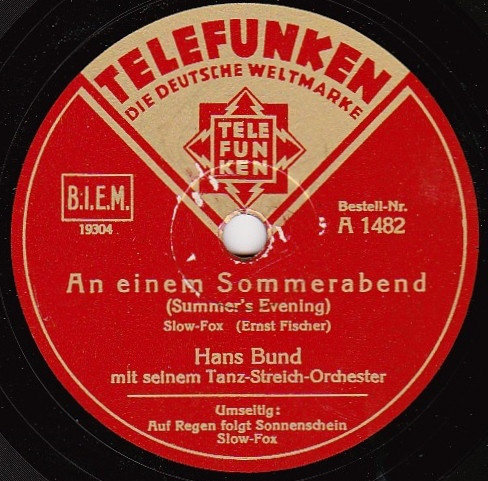 TELEFUNKEN
DIE DEUTSCHE WELTMARKE
TELE
FUN
KEN
B.I.E.M.
19304
Bestell-Nr.
A 1482
An einem Sommerabend
(Summer's Evening)
Slow-Fox (Ernst Fischer)
Hans Bund
mit seinem Tanz-Streich-Orchester
Umseitig:
Auf Regen folgt Sonnenschein
Slow-Fox